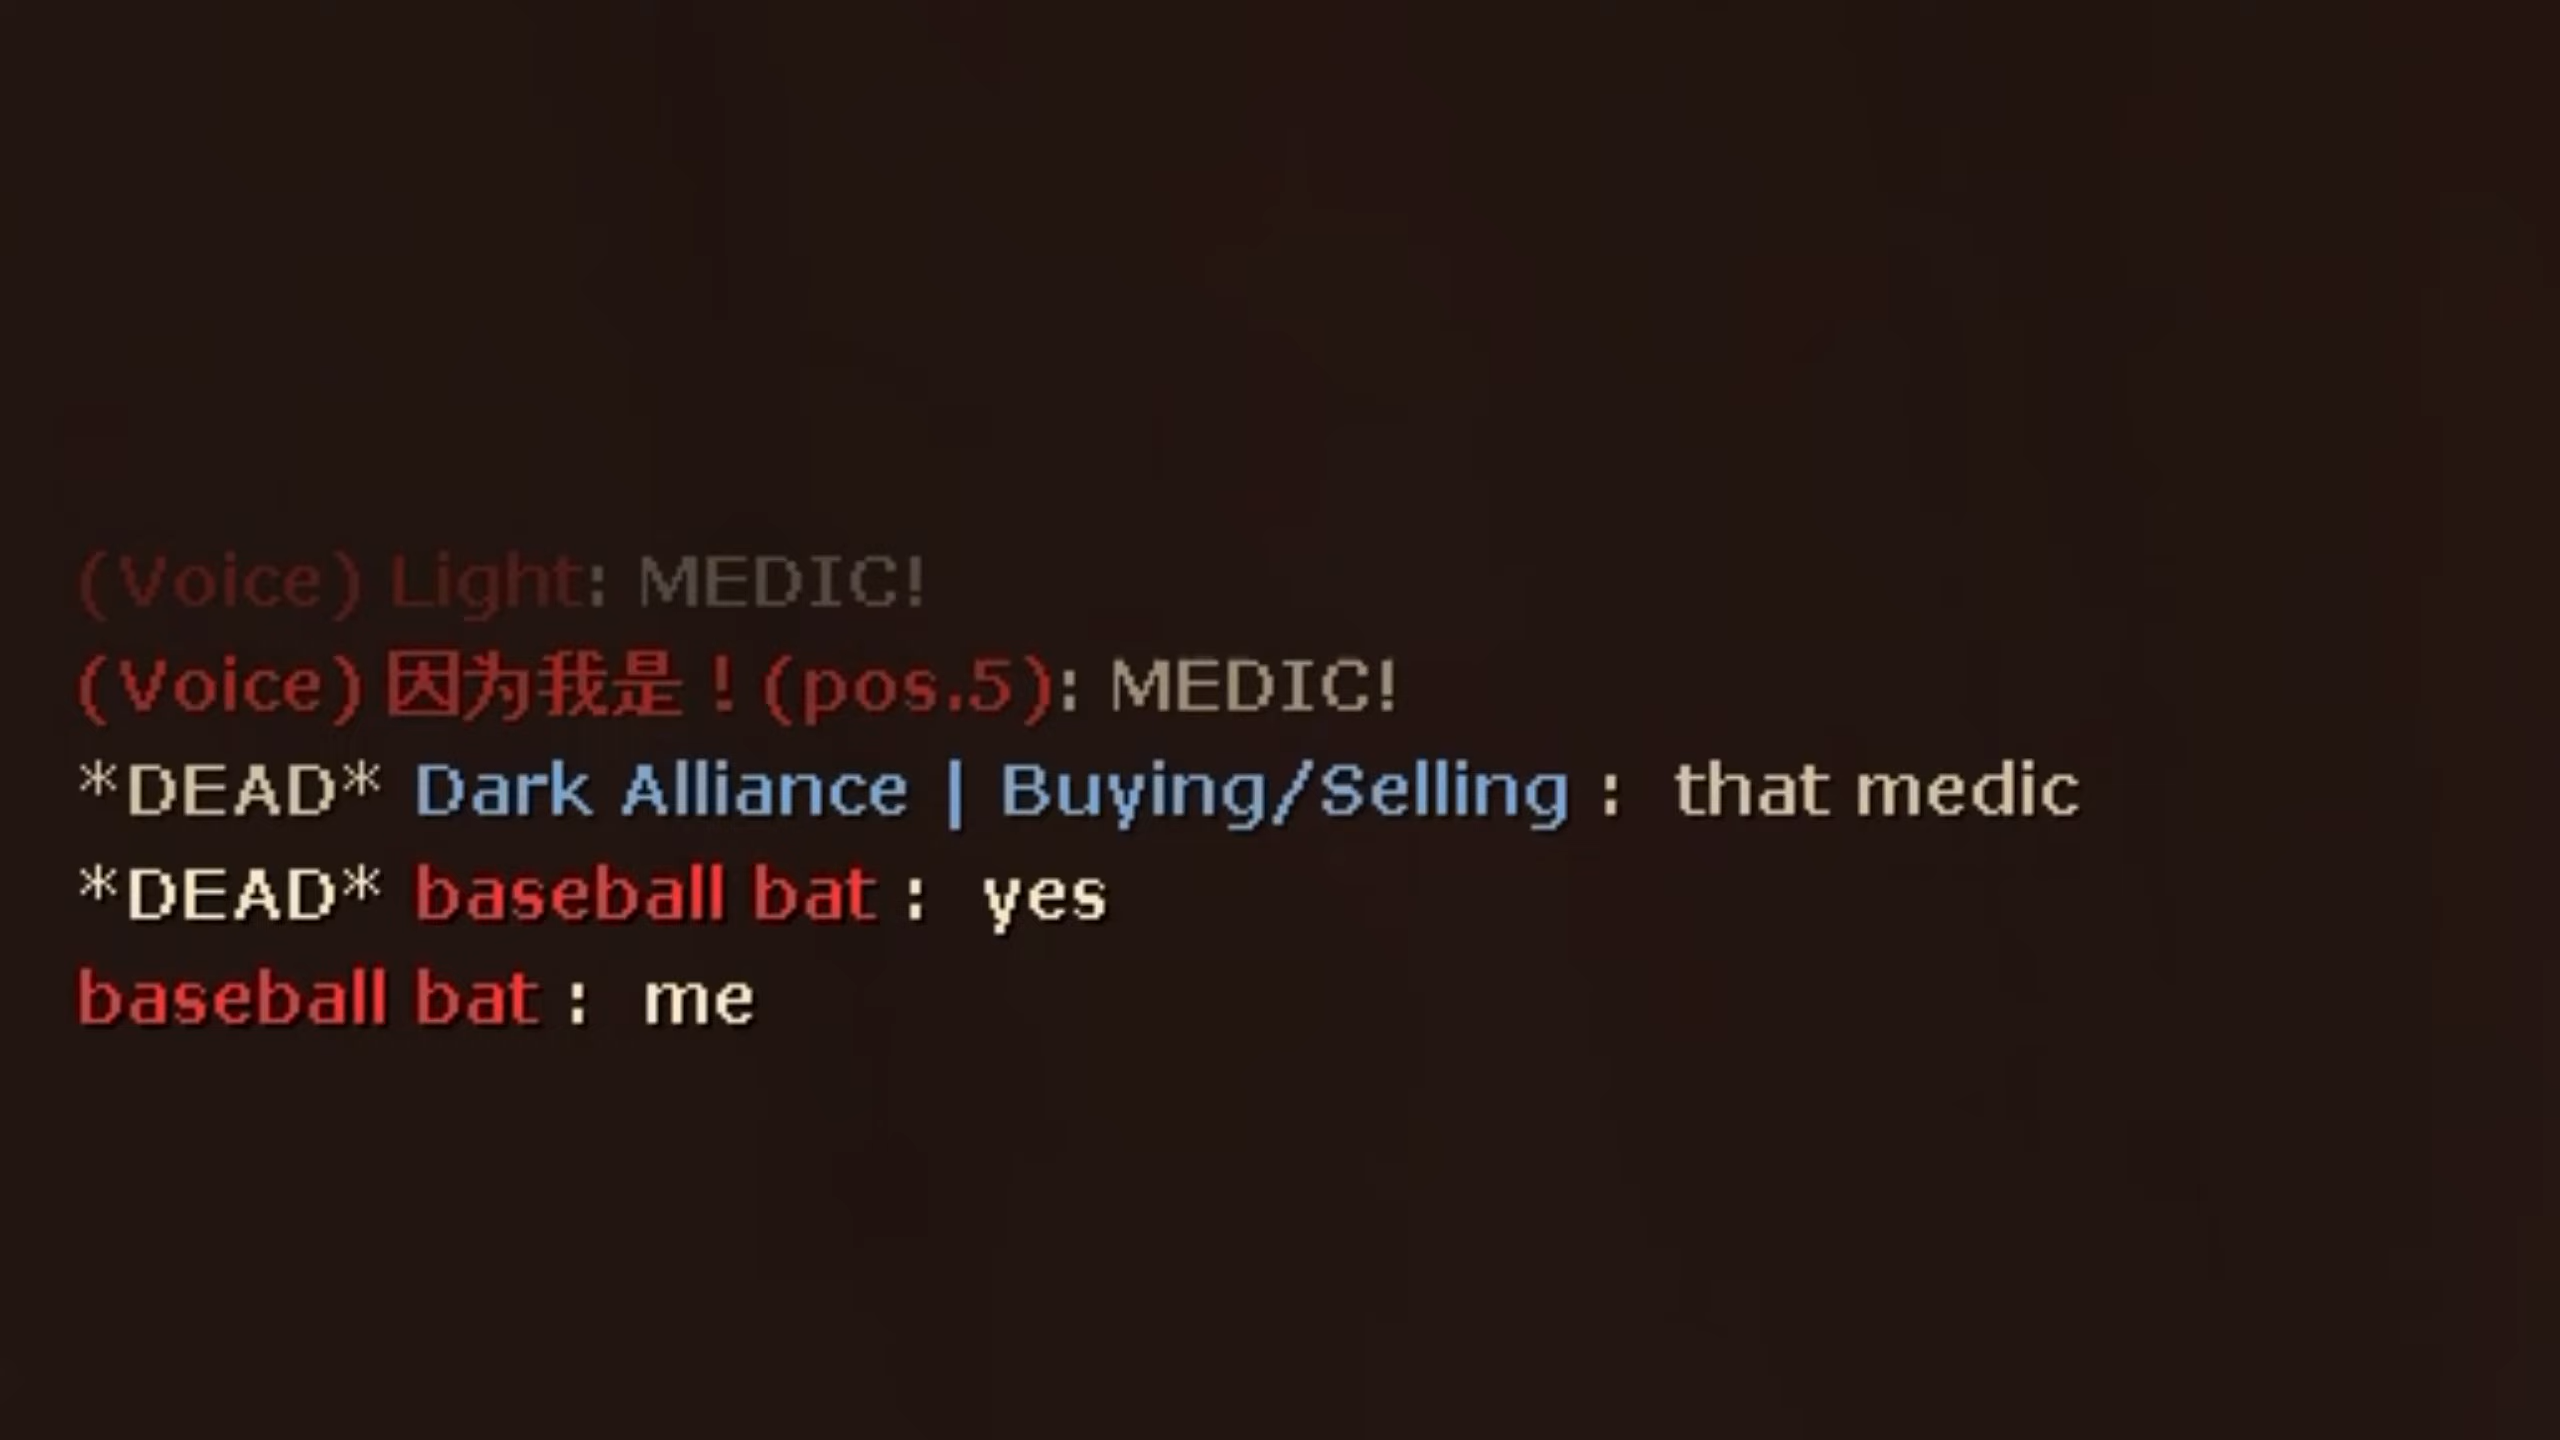 (Voice) Light: MEDIC!
(Voice) 因为我是！(pos.5): MEDIC!
*DEAD* Dark Alliance | Buying/Selling :  that medic
*DEAD* baseball bat :  yes
baseball bat :  me